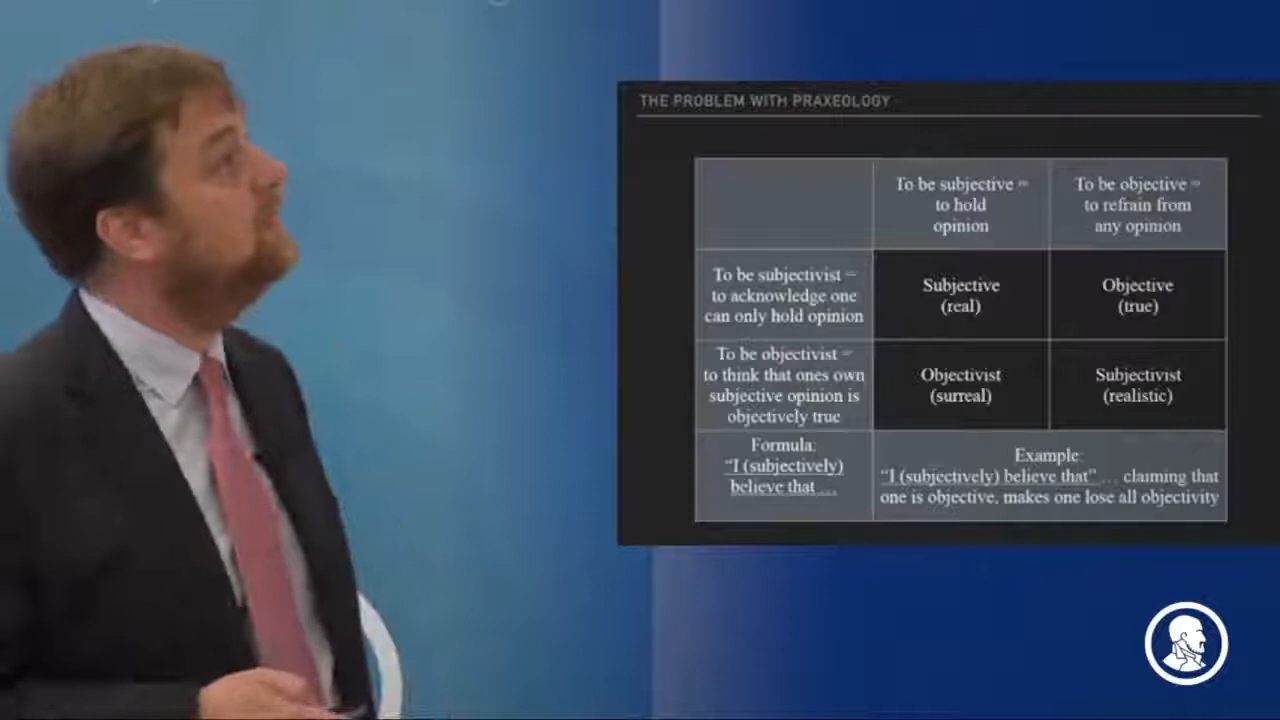 THE PROBLEM WITH PRAXEOLOGY
To be subjective =
to hold
opinion
To be objective =
to refrain from
any opinion
To be subjectivist =
to acknowledge one
can only hold opinion
Subjective
(real)
Objective
(true)
To be objectivist =
to think that ones own
subjective opinion is
objectively true
Objectivist
(surreal)
Subjectivist
(realistic)
Formula:
“I (subjectively)
believe that …
Example:
“I (subjectively) believe that” … claiming that
one is objective, makes one lose all objectivity